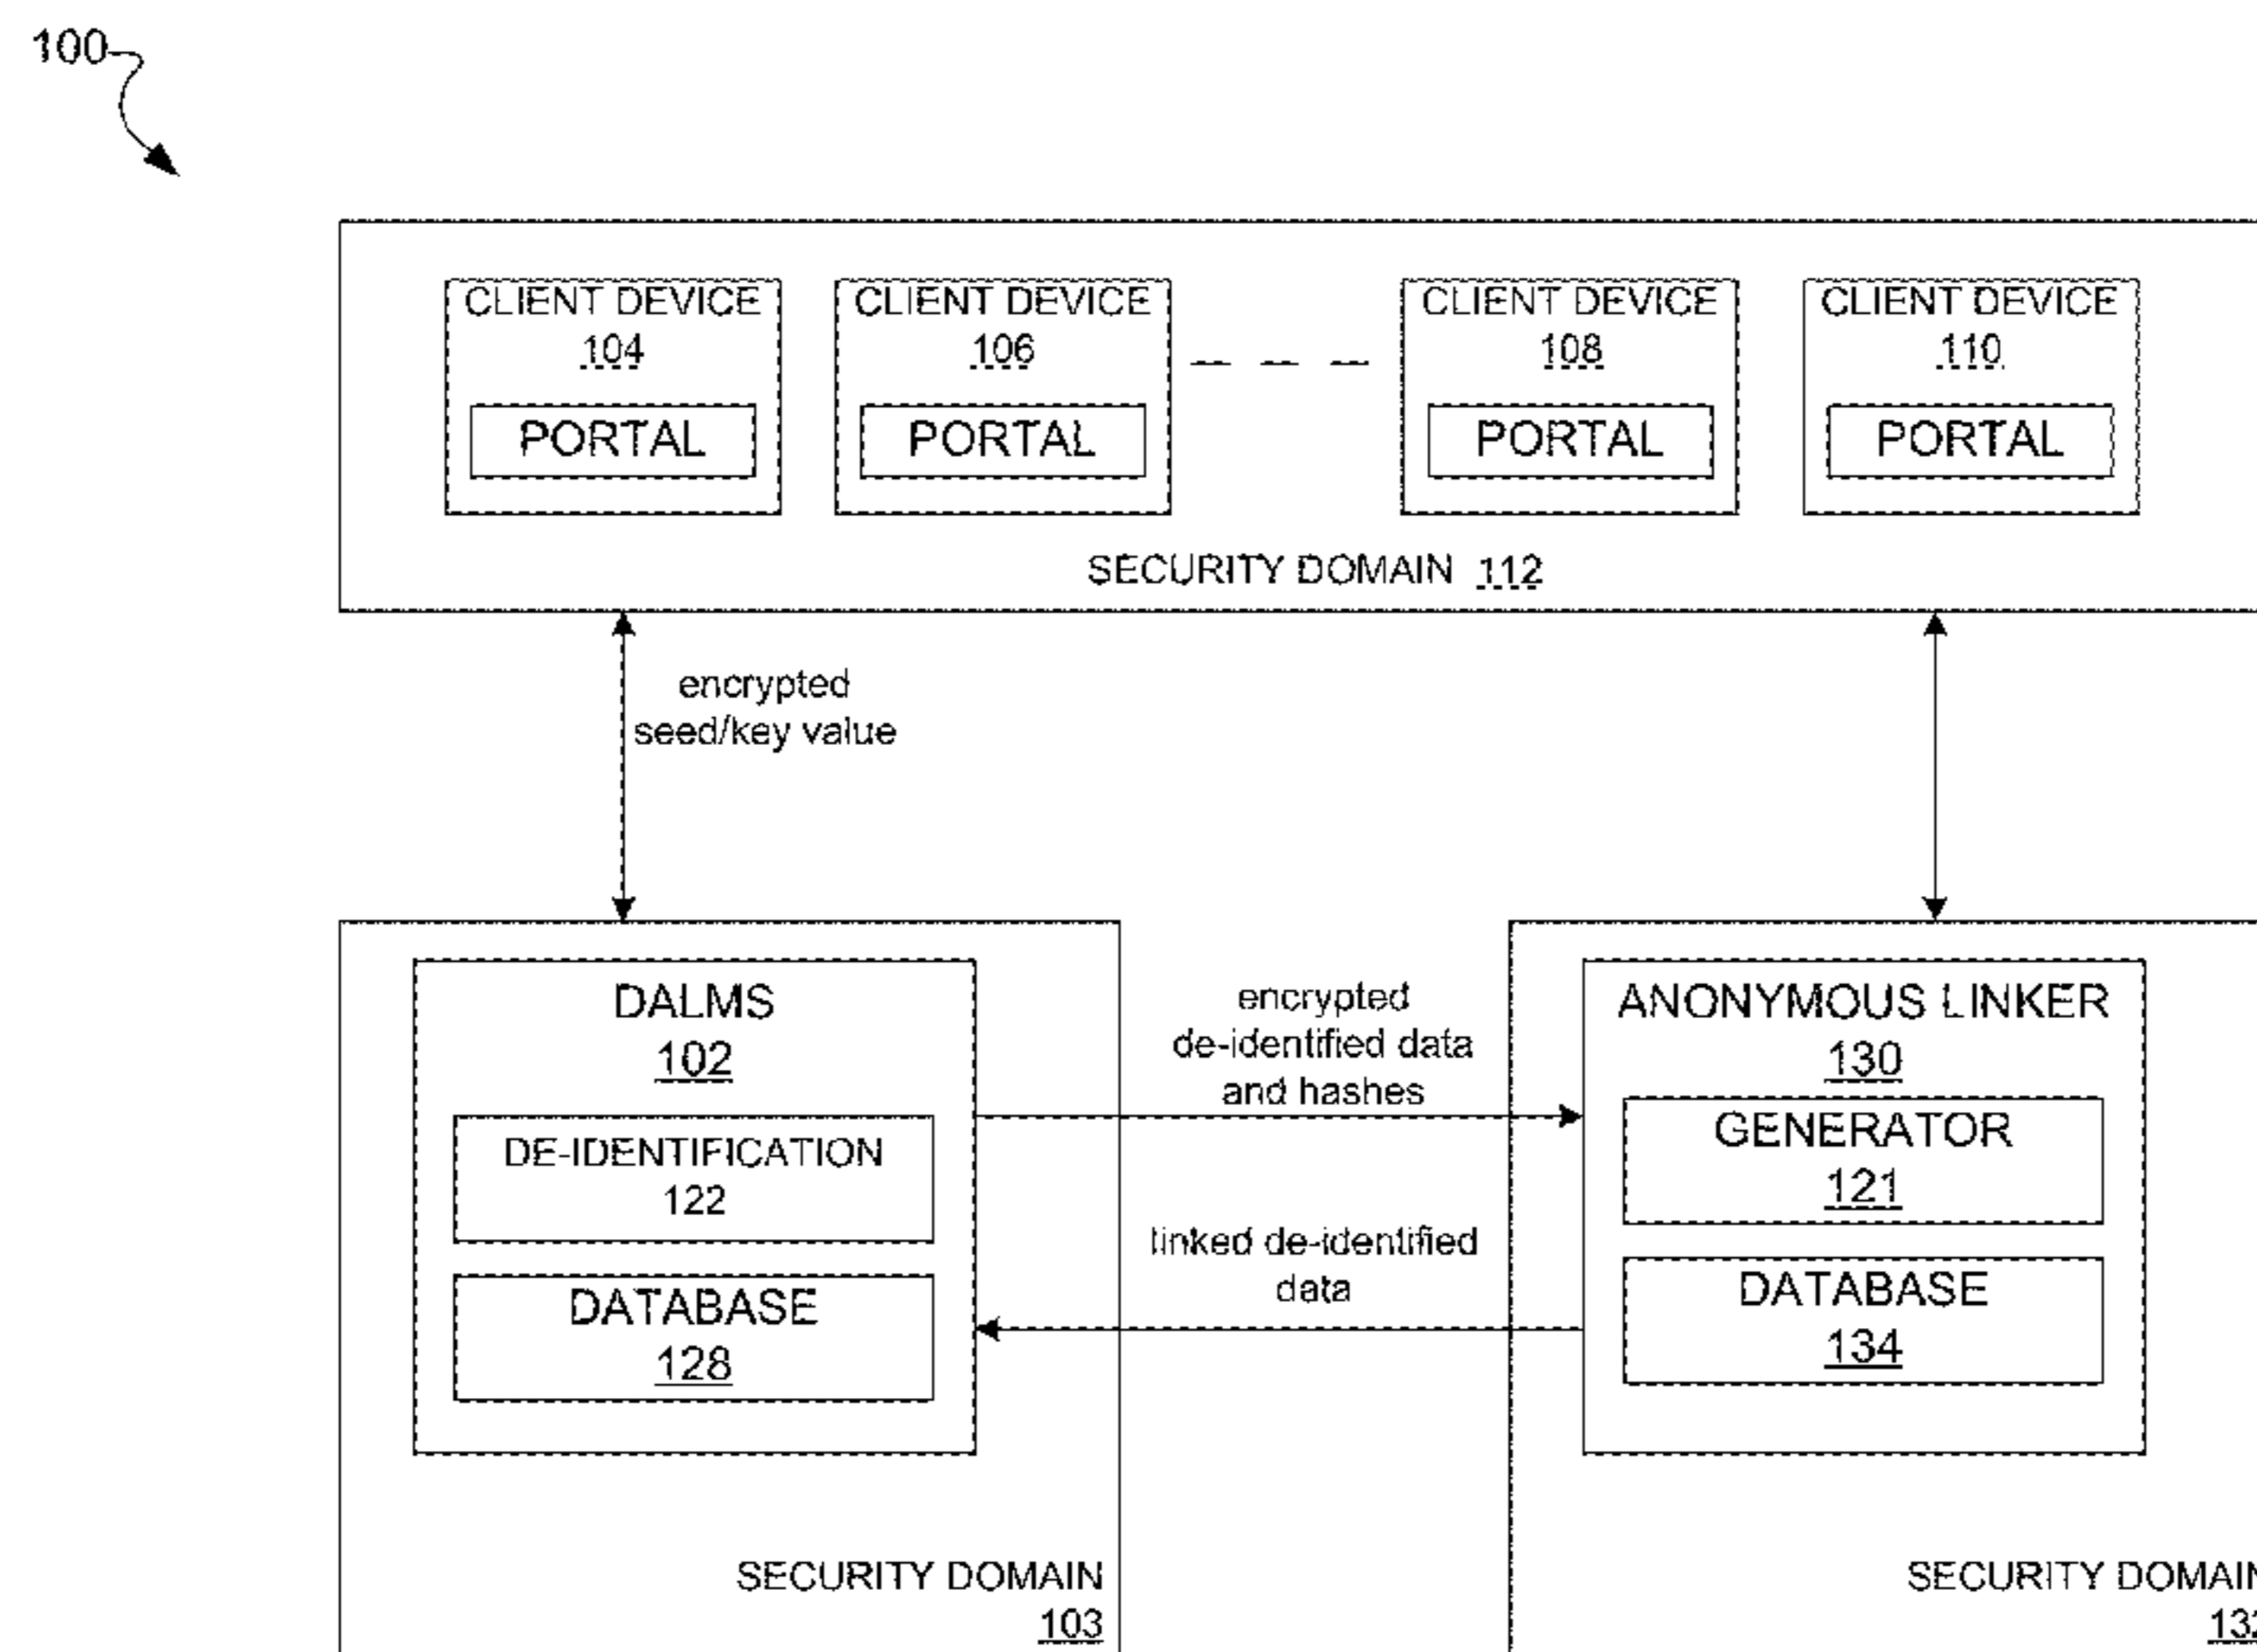 100
CLIENT DEVICE
104
PORTAL
CLIENT DEVICE
106
PORTAL
CLIENT DEVICE
108
PORTAL
CLIENT DEVICE
110
PORTAL
SECURITY DOMAIN 112
encrypted
seed/key value
DALMS
102
DE-IDENTIFICATION
122
DATABASE
128
SECURITY DOMAIN
103
encrypted
de-identified data
and hashes
linked de-identified
data
ANONYMOUS LINKER
130
GENERATOR
121
DATABASE
134
SECURITY DOMAIN
132